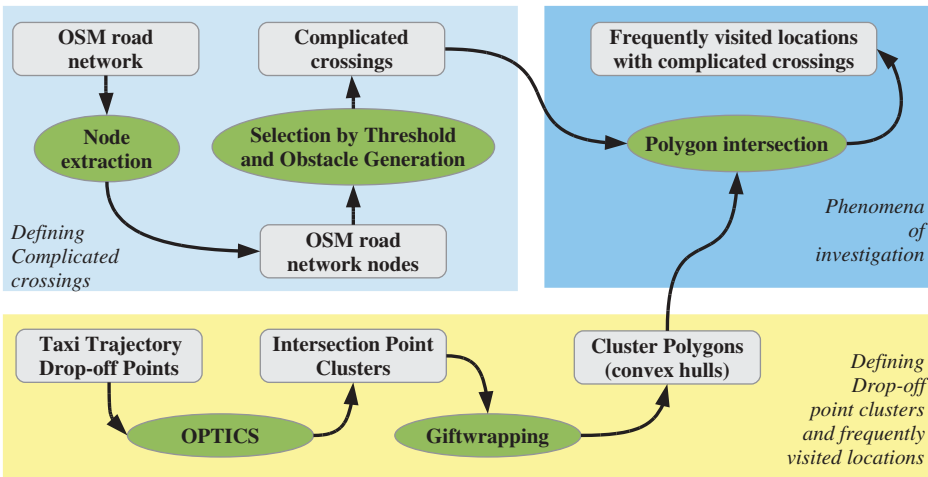 OSM road
network
Node
extraction
Defining
Complicated
crossings
Complicated
crossings
Selection by Threshold
and Obstacle Generation
OSM road
network nodes
Frequently visited locations
with complicated crossings
Polygon intersection
Phenomena
of
investigation
Taxi Trajectory
Drop-off Points
OPTICS
Intersection Point
Clusters
Giftwrapping
Cluster Polygons
(convex hulls)
Defining
Drop-off
point clusters
and frequently
visited locations